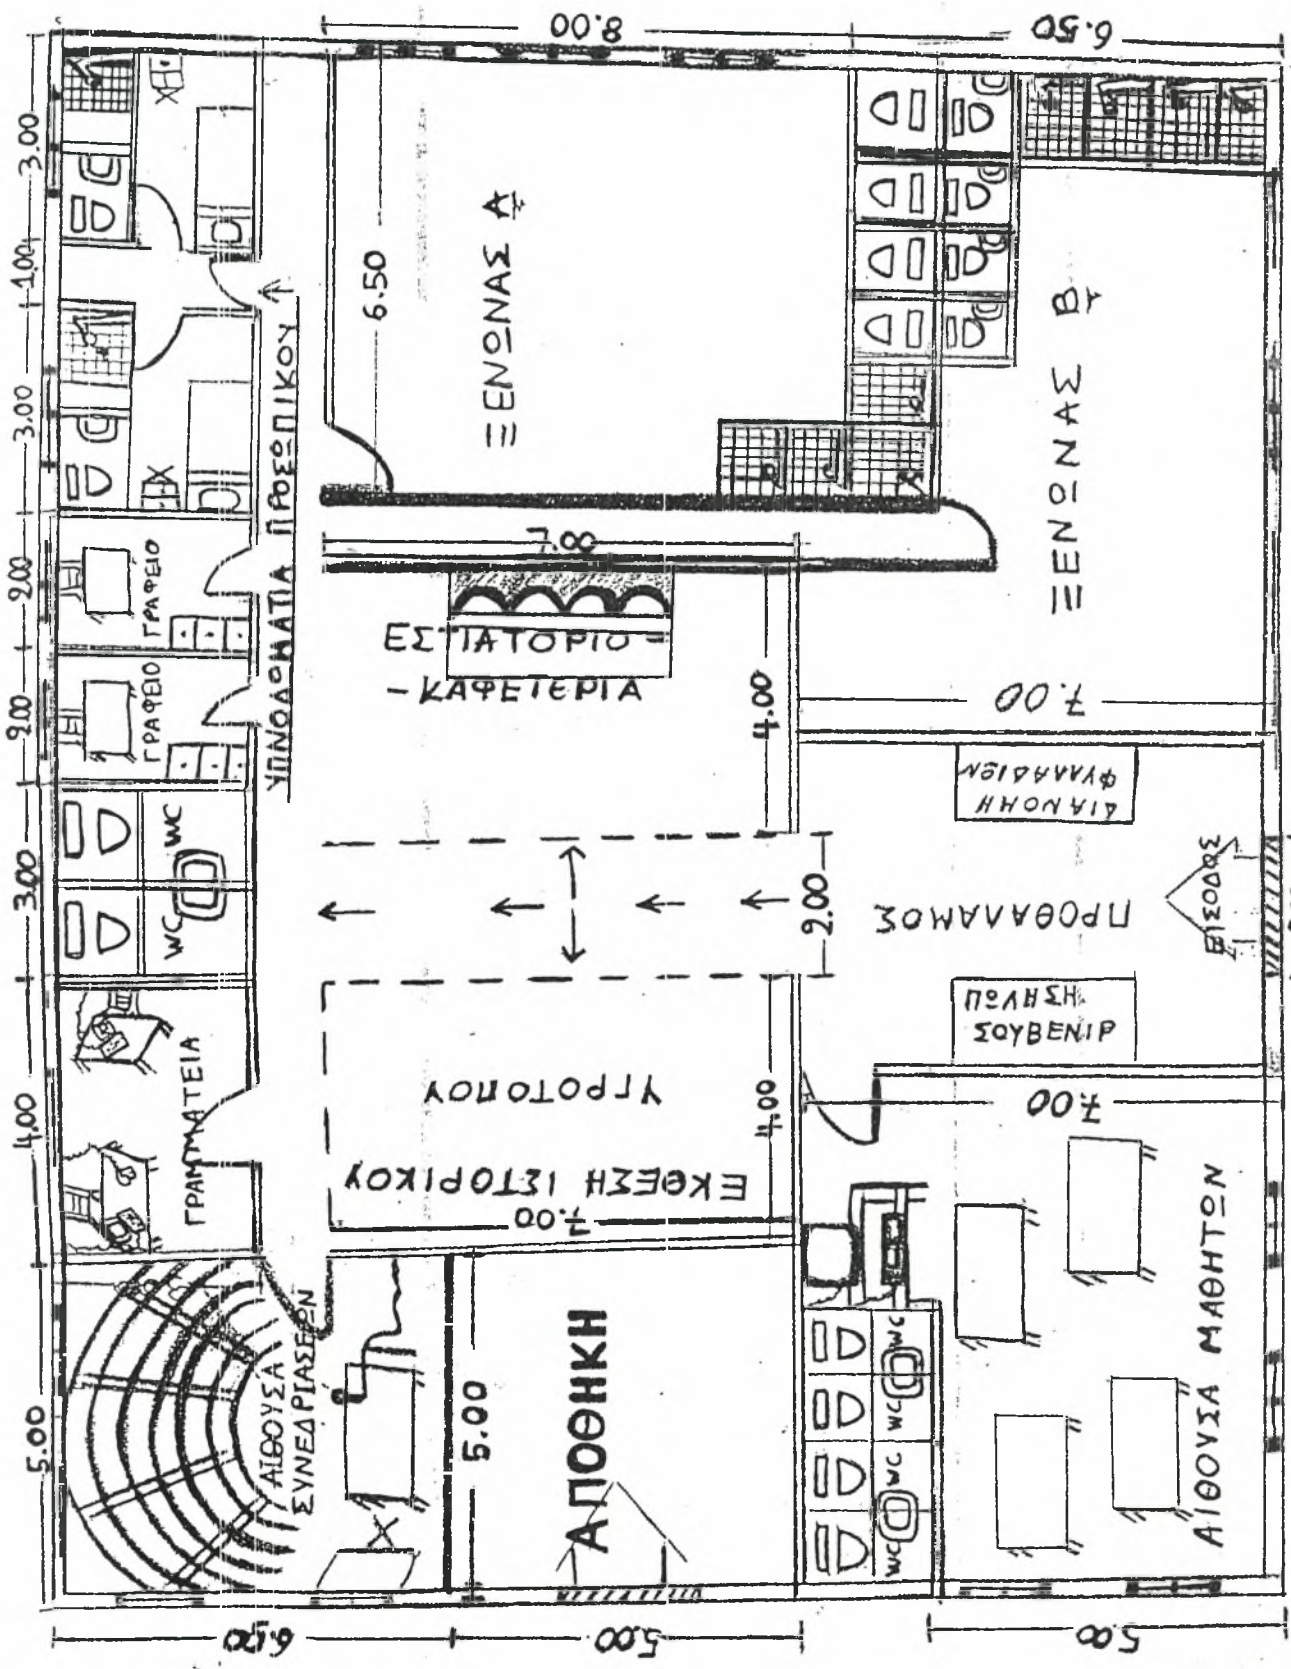 8.00
6.50
3.00
1.00
3.00
2.00
2.00
3.00
4.00
5.00
6.50
ΞΕΝΩΝΑΣ Α
ΞΕΝΩΝΑΣ Β
ΥΠΝΟΔΩΜΑΤΙΑ ΠΡΟΣΩΠΙΚΟΥ
ΓΡΑΦΕΙΟ
ΓΡΑΦΕΙΟ
7.00
ΕΣΤΙΑΤΟΡΙΟ -
- ΚΑΦΕΤΕΡΙΑ
4.00
7.00
ΔΙΑΝΟΜΗ
ΦΥΛΛΑΔΙΩΝ
WC
WC
2.00
ΠΡΟΘΑΛΑΜΟΣ
ΕΙΣΟΔΟΣ
ΠΩΛΗΣΗ
ΣΟΥΒΕΝΙΡ
ΓΡΑΜΜΑΤΕΙΑ
ΕΚΘΕΣΗ ΙΣΤΟΡΙΚΟΥ
ΥΓΡΟΤΟΠΟΥ
4.00
7.00
7.00
ΑΙΘΟΥΣΑ
ΣΥΝΕΔΡΙΑΣΕΩΝ
5.00
ΑΠΟΘΗΚΗ
WC
WC
WC
WC
ΑΙΘΟΥΣΑ ΜΑΘΗΤΩΝ
5.00
5.00